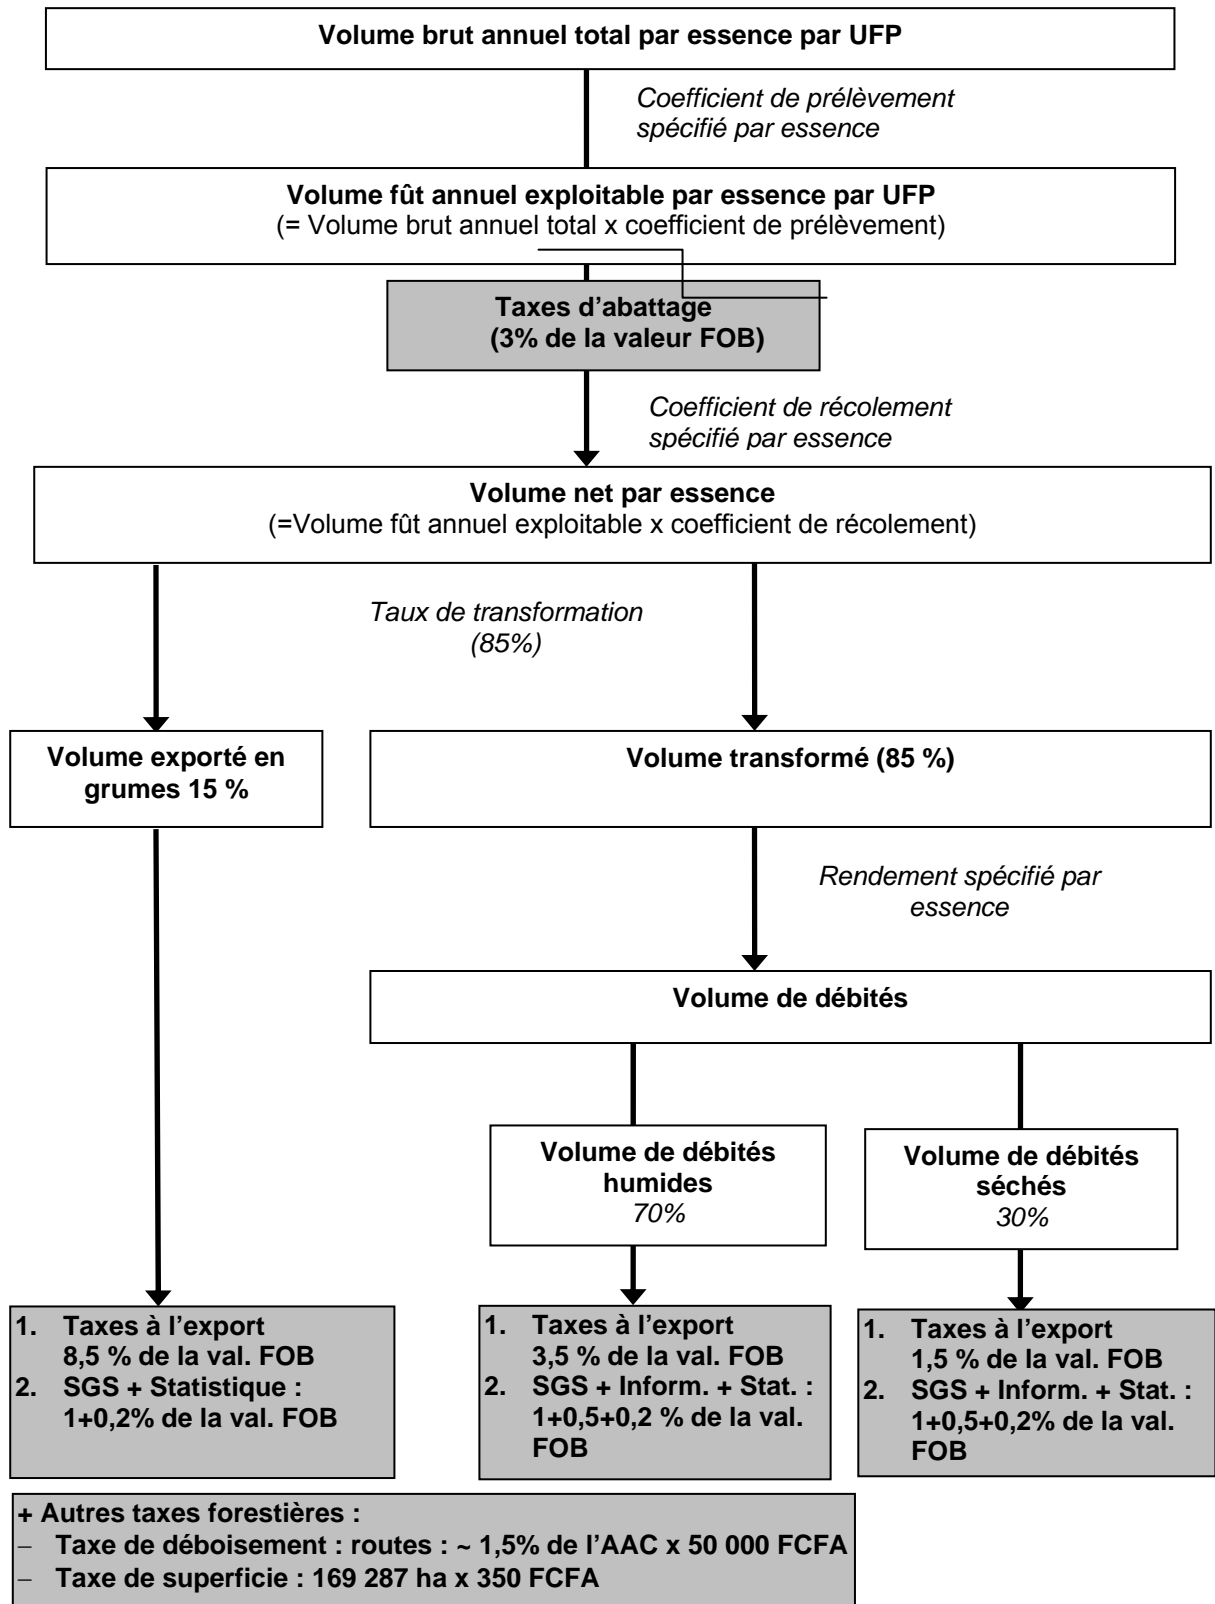 Volume brut annuel total par essence par UFP
Coefficient de prélèvement
spécifié par essence
Volume fût annuel exploitable par essence par UFP
(= Volume brut annuel total x coefficient de prélèvement)
Taxes d'abattage
(3% de la valeur FOB)
Coefficient de récolement
spécifié par essence
Volume net par essence
(=Volume fût annuel exploitable x coefficient de récolement)
Taux de transformation
(85%)
Volume exporté en
grumes 15 %
Volume transformé (85 %)
Rendement spécifié par
essence
Volume de débités
Volume de débités
humides
70%
Volume de débités
séchés
30%
1. Taxes à l'export
8,5 % de la val. FOB
2. SGS + Statistique :
1+0,2% de la val. FOB
1. Taxes à l'export
3,5 % de la val. FOB
2. SGS + Inform. + Stat. :
1+0,5+0,2 % de la val.
FOB
1. Taxes à l'export
1,5 % de la val. FOB
2. SGS + Inform. + Stat. :
1+0,5+0,2% de la val.
FOB
+ Autres taxes forestières :
− Taxe de déboisement : routes : ~ 1,5% de l'AAC x 50 000 FCFA
− Taxe de superficie : 169 287 ha x 350 FCFA